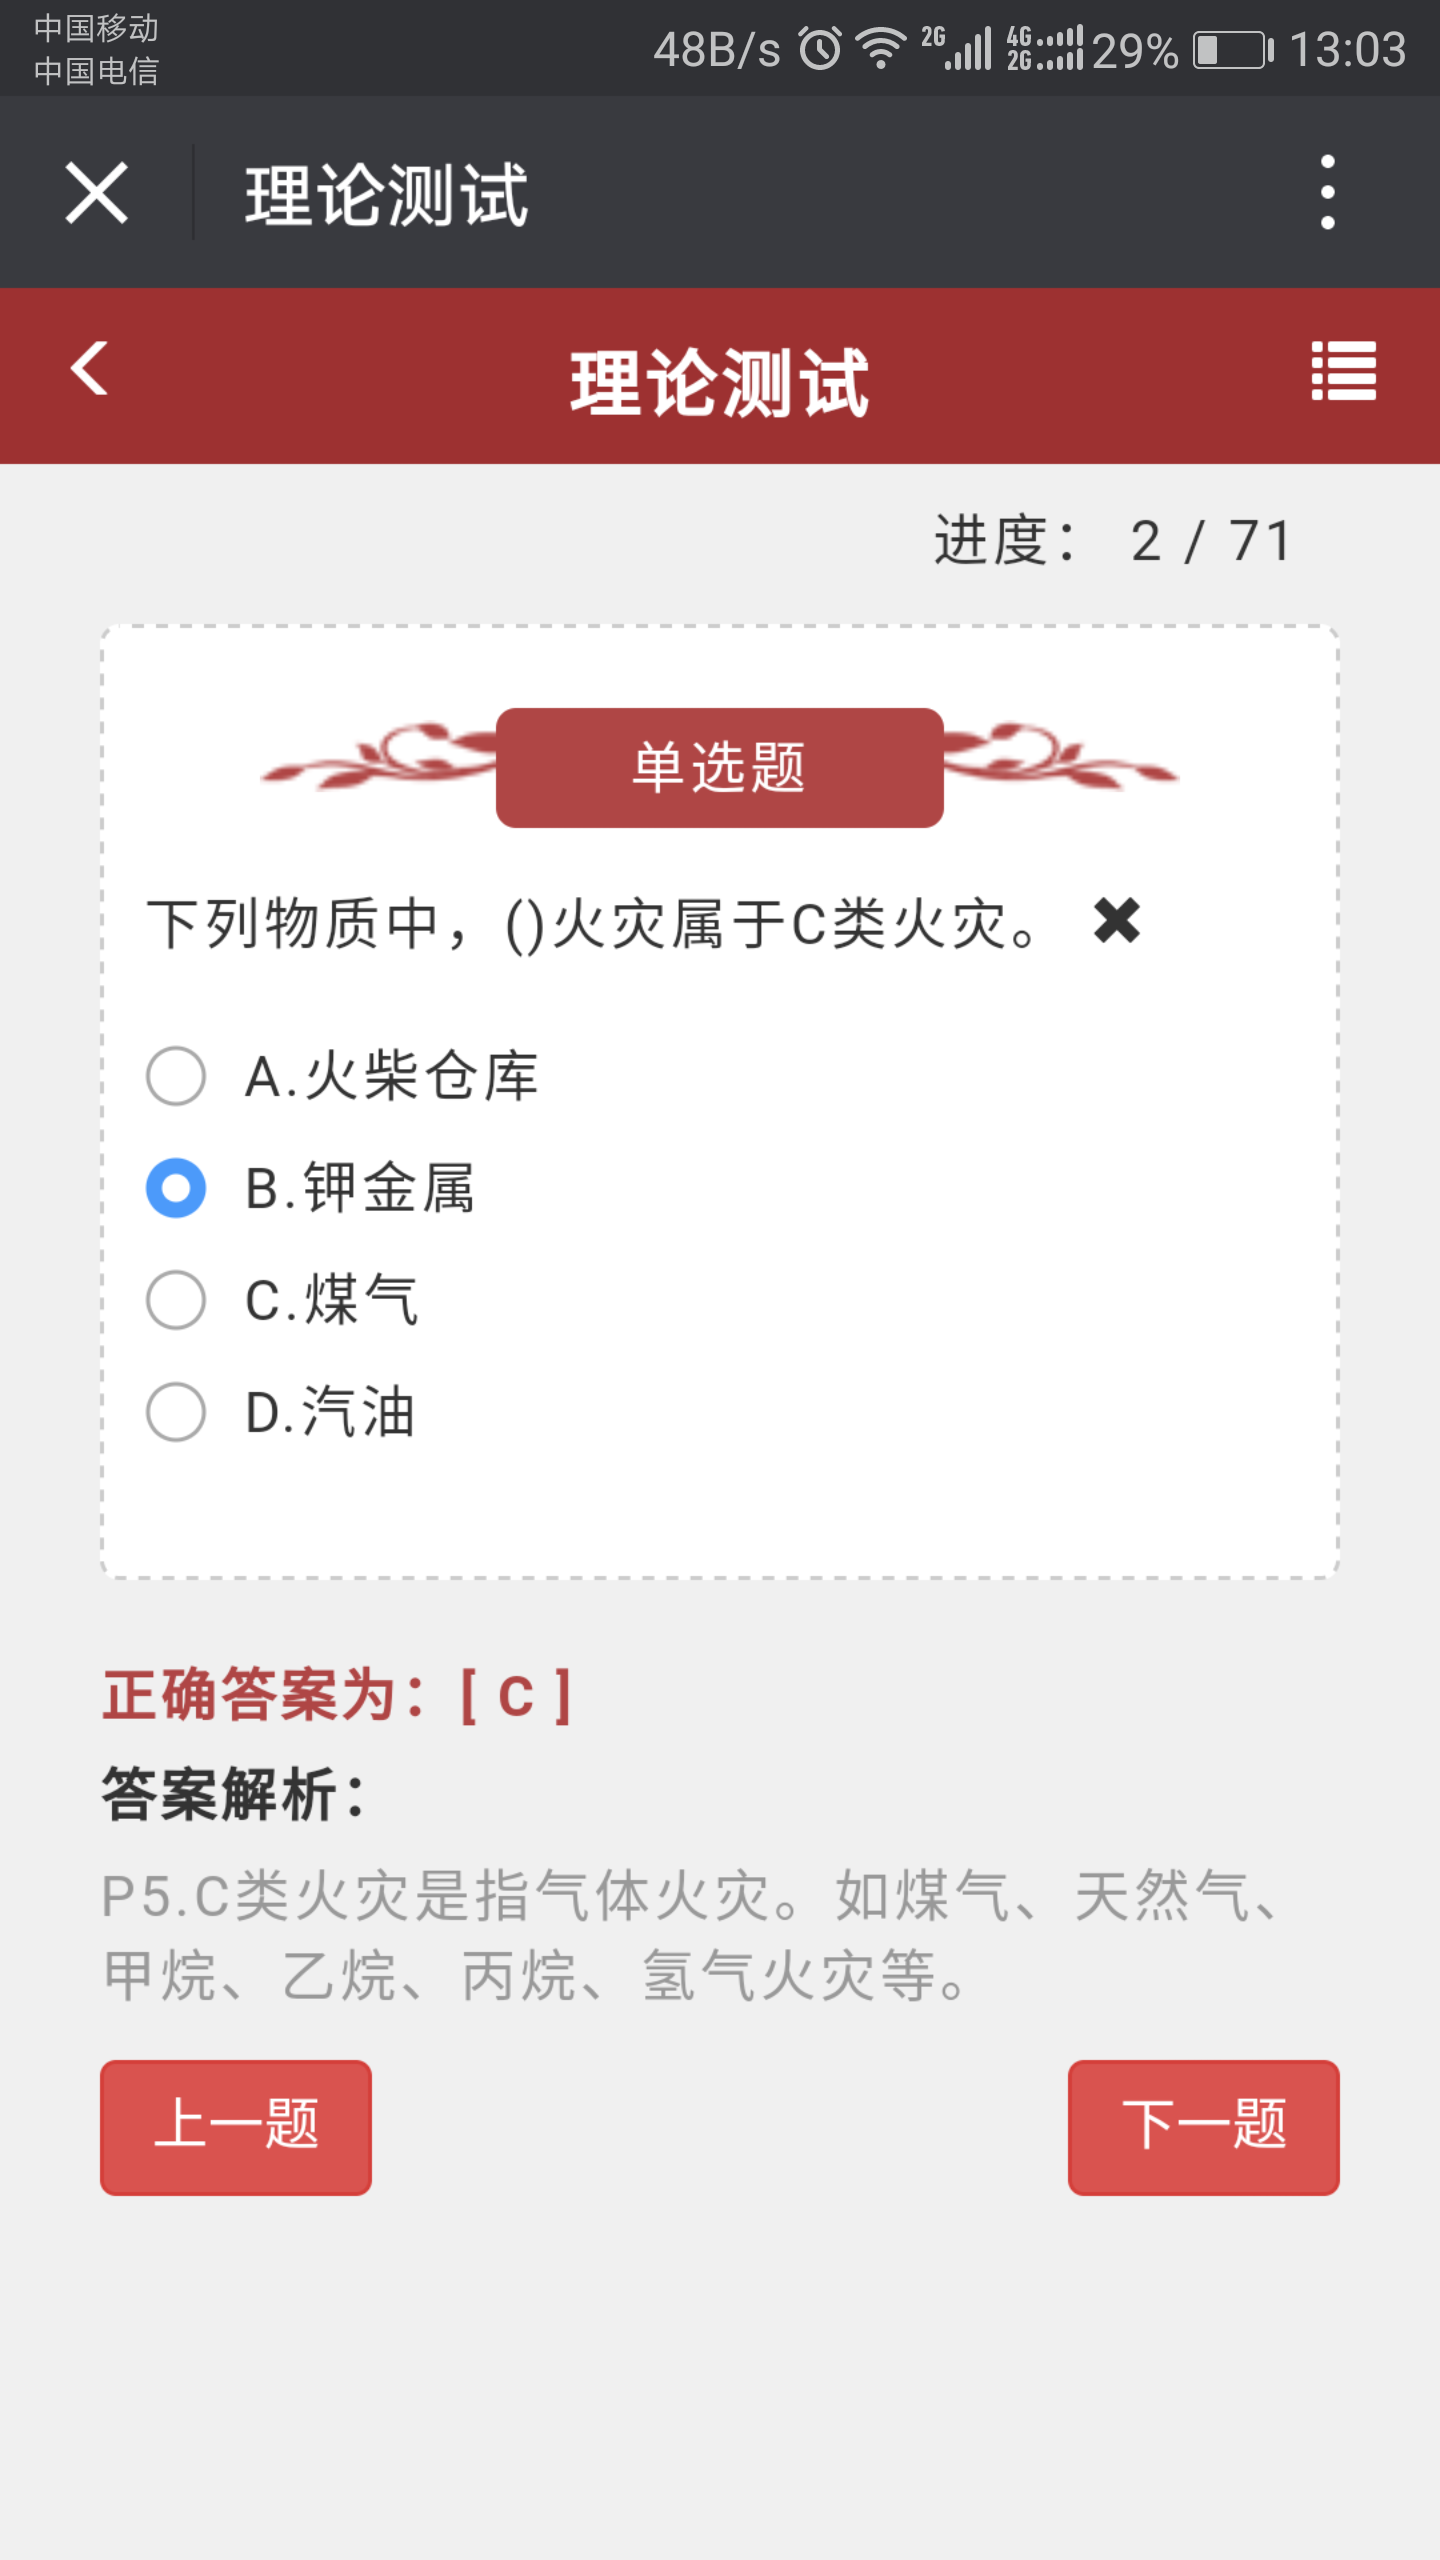 中国移动
中国电信
48B/s 2G 4G 2G 29% 13:03
理论测试
理论测试
进度： 2 / 71
单选题
下列物质中，()火灾属于C类火灾。
A.火柴仓库
B.钾金属
C.煤气
D.汽油
正确答案为：[ C ]
答案解析：
P5.C类火灾是指气体火灾。如煤气、天然气、
甲烷、乙烷、丙烷、氢气火灾等。
上一题
下一题